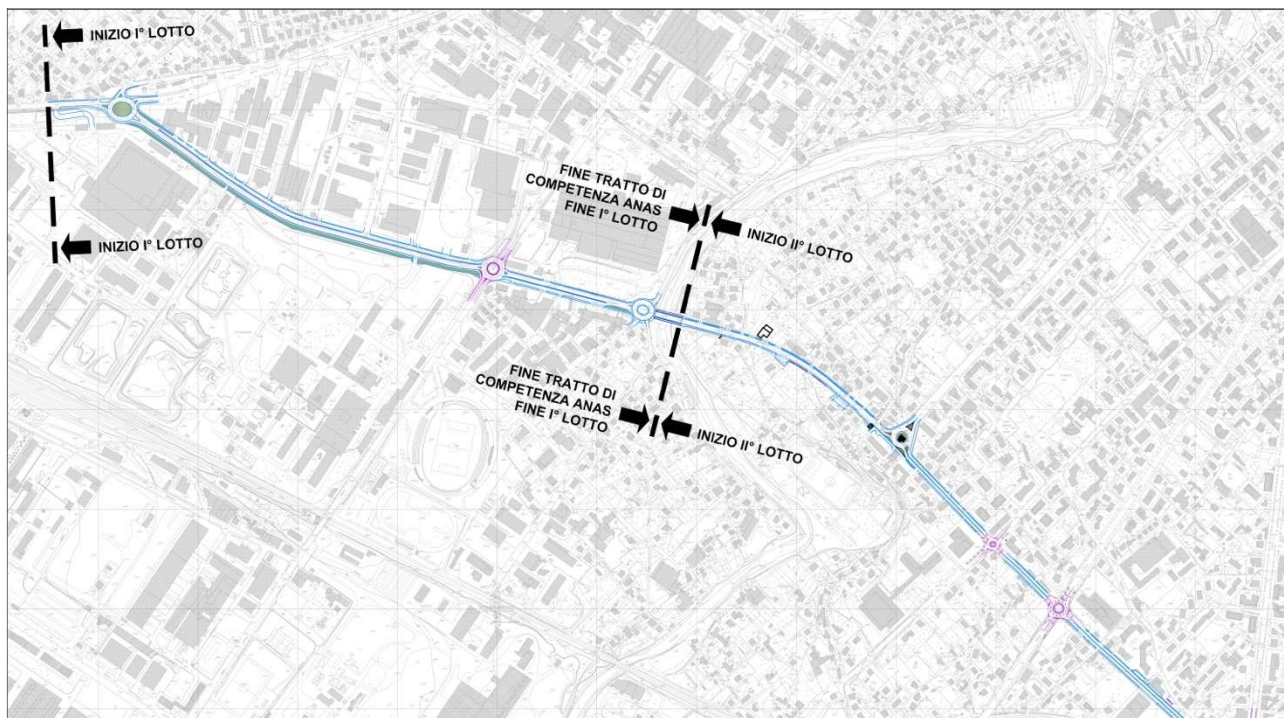 INIZIO I° LOTTO
INIZIO I° LOTTO
FINE TRATTO DI
COMPETENZA ANAS
FINE I° LOTTO
INIZIO II° LOTTO
FINE TRATTO DI
COMPETENZA ANAS
FINE I° LOTTO
INIZIO II° LOTTO